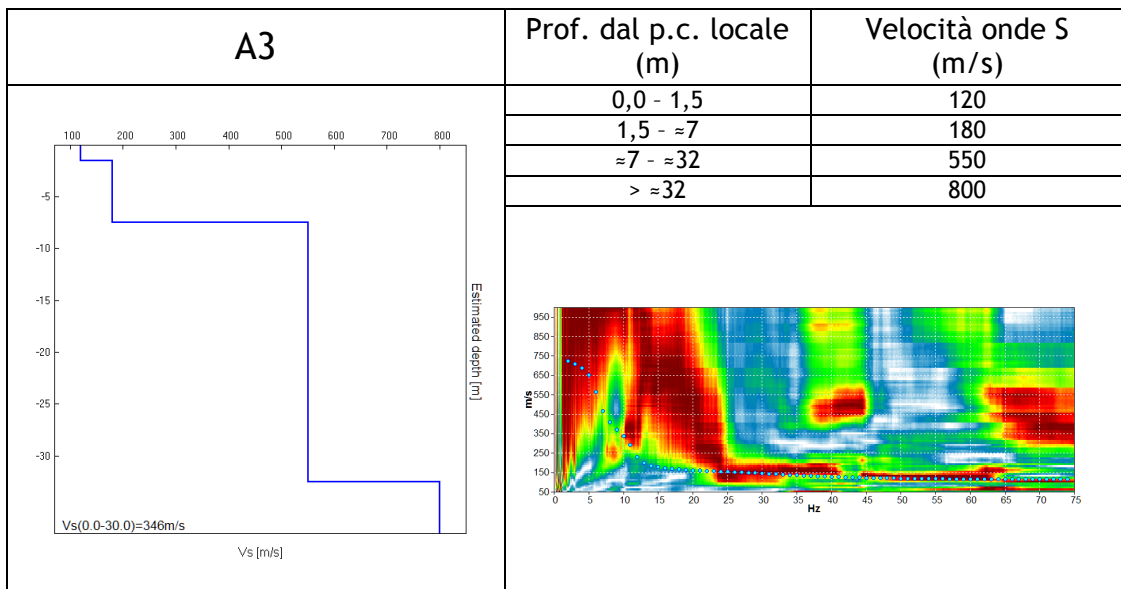 A3
Prof. dal p.c. locale
(m)
Velocità onde S
(m/s)
0,0 – 1,5 120
1,5 – ≈7 180
≈7 – ≈32 550
> ≈32 800
100 200 300 400 500 600 700 800
-5
-10
-15
-20
-25
-30
Estimated depth [m]
Vs(0.0-30.0)=346m/s
Vs [m/s]
950
850
750
650
550
450
350
250
150
50
m/s
0 5 10 15 20 25 30 35 40 45 50 55 60 65 70 75
Hz